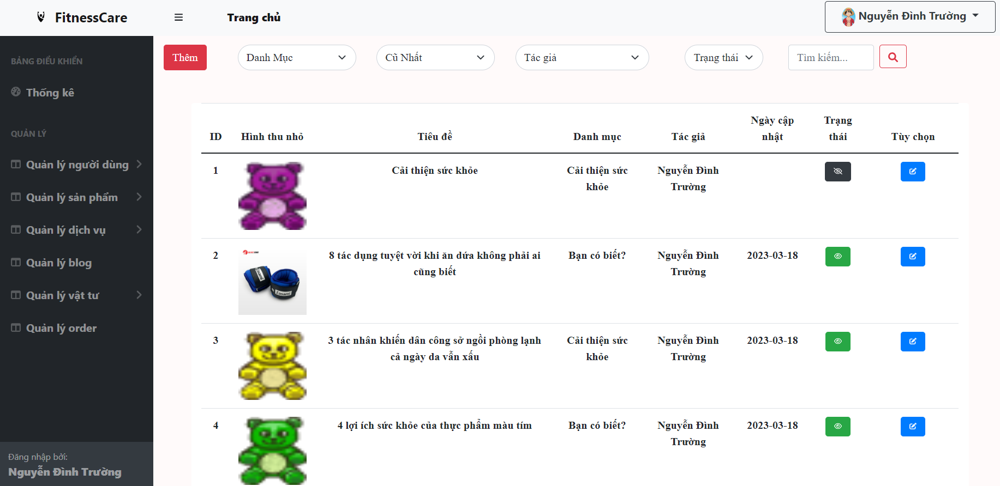 FitnessCare
Trang chủ
Nguyễn Đình Trường
BẢNG ĐIỀU KHIỂN
Thống kê
QUẢN LÝ
Quản lý người dùng
Quản lý sản phẩm
Quản lý dịch vụ
Quản lý blog
Quản lý vật tư
Quản lý order
Đăng nhập bởi:
Nguyễn Đình Trường
Thêm
Danh Mục
Cũ Nhất
Tác giả
Trạng thái
Tìm kiếm...
ID
Hình thu nhỏ
Tiêu đề
Danh mục
Tác giả
Ngày cập
nhật
Trạng
thái
Tùy chọn
1
Cải thiện sức khỏe
Cải thiện sức
khỏe
Nguyễn Đình
Trường
2
Zasami
Zasami
8 tác dụng tuyệt vời khi ăn dứa không phải ai
cũng biết
Bạn có biết?
Nguyễn Đình
Trường
2023-03-18
3
3 tác nhân khiến dân công sở ngồi phòng lạnh
cả ngày da vẫn xấu
Cải thiện sức
khỏe
Nguyễn Đình
Trường
2023-03-18
4
4 lợi ích sức khỏe của thực phẩm màu tím
Bạn có biết?
Nguyễn Đình
Trường
2023-03-18